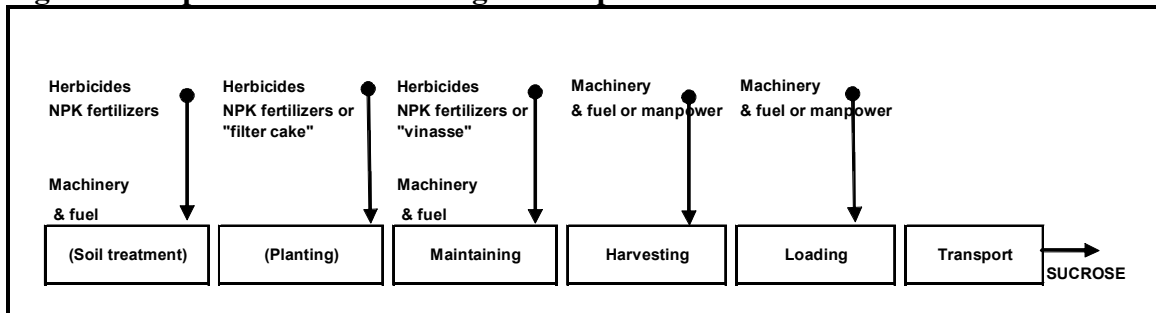 Herbicides
NPK fertilizers
Machinery
& fuel
Herbicides
NPK fertilizers or
"filter cake"
Herbicides
NPK fertilizers or
"vinasse"
Machinery
& fuel
Machinery
& fuel or manpower
Machinery
& fuel or manpower
(Soil treatment)
(Planting)
Maintaining
Harvesting
Loading
Transport
SUCROSE